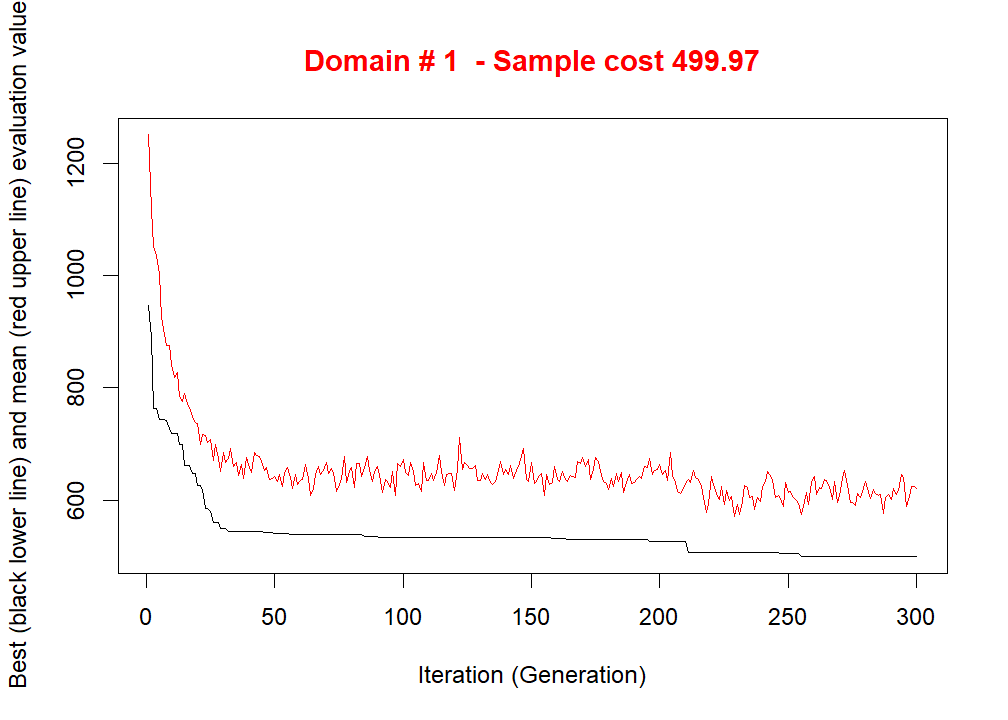 Domain # 1  - Sample cost 499.97
Best (black lower line) and mean (red upper line) evaluation value
1200
1000
800
600
0 50 100 150 200 250 300
Iteration (Generation)